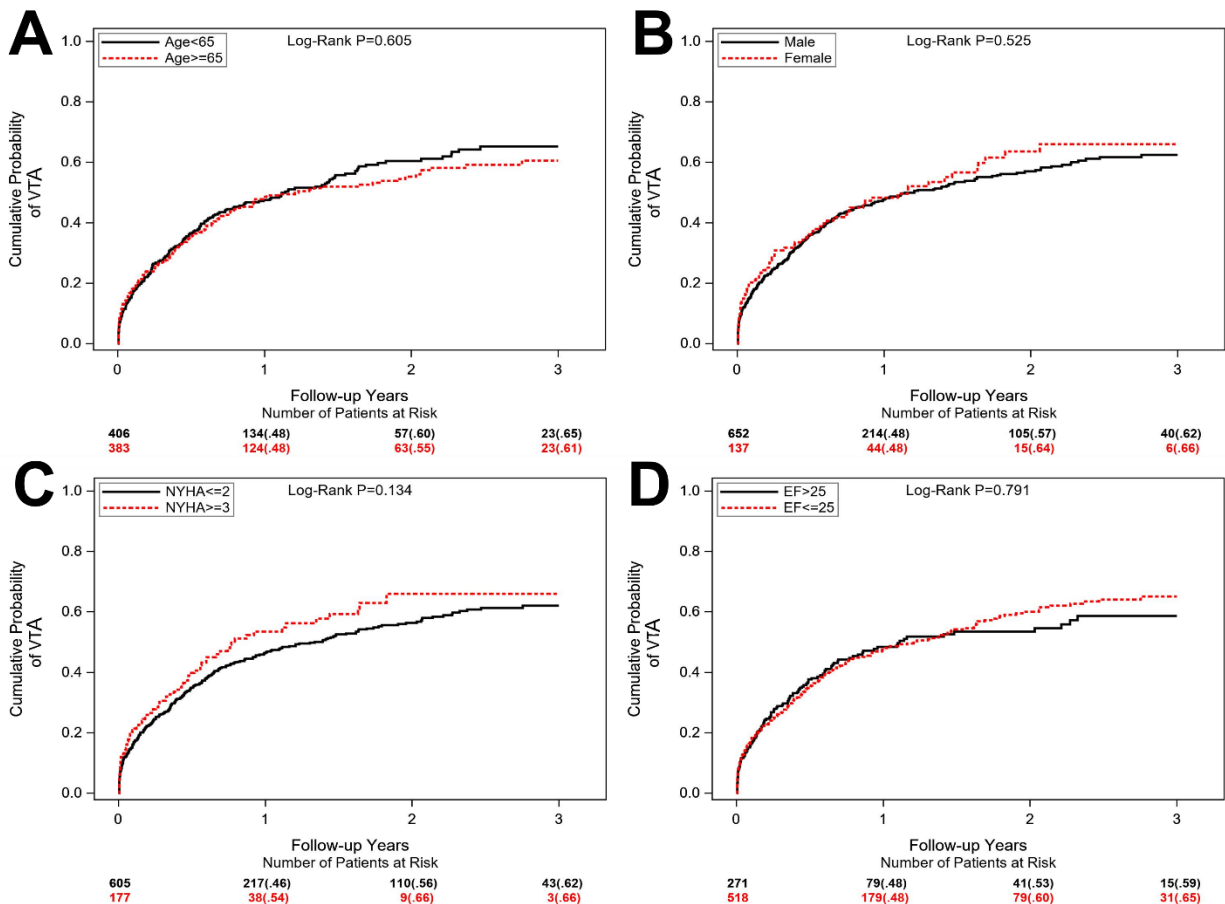 A
Age<65
Age>=65
Log-Rank P=0.605
Cumulative Probability
of VTA
1.0
0.8
0.6
0.4
0.2
0.0
0 1 2 3
Follow-up Years
Number of Patients at Risk
406 134(.48) 57(.60) 23(.65)
383 124(.48) 63(.55) 23(.61)
B
Male
Female
Log-Rank P=0.525
Cumulative Probability
of VTA
1.0
0.8
0.6
0.4
0.2
0.0
0 1 2 3
Follow-up Years
Number of Patients at Risk
652 214(.48) 105(.57) 40(.62)
137 44(.48) 15(.64) 6(.66)
C
NYHA<=2
NYHA>=3
Log-Rank P=0.134
Cumulative Probability
of VTA
1.0
0.8
0.6
0.4
0.2
0.0
0 1 2 3
Follow-up Years
Number of Patients at Risk
605 217(.46) 110(.56) 43(.62)
177 38(.54) 9(.66) 3(.66)
D
EF>25
EF<=25
Log-Rank P=0.791
Cumulative Probability
of VTA
1.0
0.8
0.6
0.4
0.2
0.0
0 1 2 3
Follow-up Years
Number of Patients at Risk
271 79(.48) 41(.53) 15(.59)
518 179(.48) 79(.60) 31(.65)